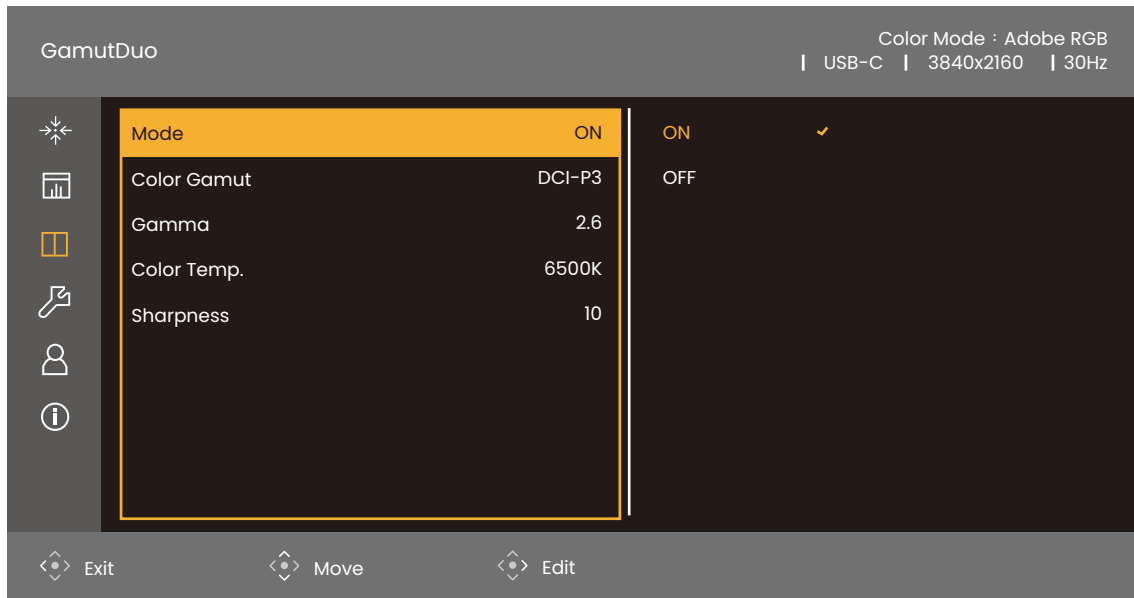 GamutDuo
Color Mode：Adobe RGB
| USB-C | 3840x2160 | 30Hz
Mode ON
ON
Color Gamut DCI-P3
OFF
Gamma 2.6
Color Temp. 6500K
Sharpness 10
Exit Move Edit